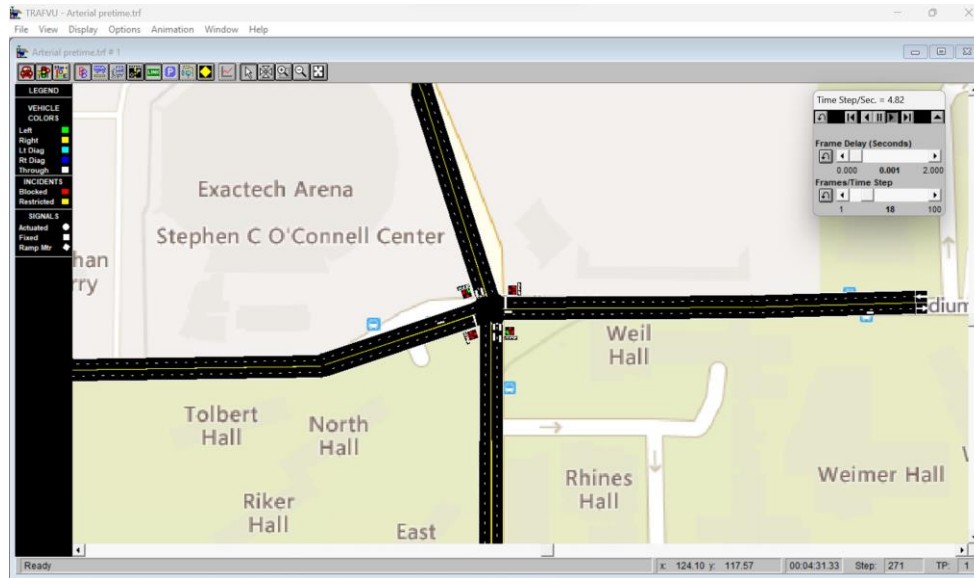 TRAFVU - Arterial pretime.trf
File View Display Options Animation Window Help
Arterial pretime.trf # 1
LEGEND
VEHICLE
COLORS
Left
Right
Lt Diag
Rt Diag
Through
INCIDENTS
Blocked
Restricted
SIGNALS
Actuated
Fixed
Ramp Mtr
Time Step/Sec. = 4.82
Frame Delay (Seconds)
0.000 0.001 2.000
Frames/Time Step
1 18 100
Exactech Arena
Stephen C O'Connell Center
han
rry
dium
Weil
Hall
Tolbert
Hall
North
Hall
Riker
Hall
East
Rhines
Hall
Weimer Hall
Ready x: 124.10 y: 117.57 00:04:31.33 Step: 271 TP: 1